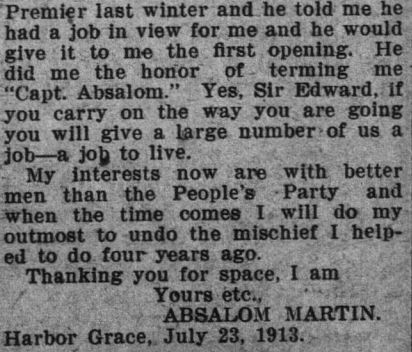 Premier last winter and he told me he
had a job in view for me and he would
give it to me the first opening. He
did me the honor of terming me
"Capt. Absalom." Yes, Sir Edward, if
you carry on the way you are going
you will give a large number of us a
job—a job to live.
My interests now are with better
men than the People's Party and
when the time comes I will do my
outmost to undo the mischief I help-
ed to do four years ago.
Thanking you for space, I am
Yours etc.,
ABSALOM MARTIN.
Harbor Grace, July 23, 1913.